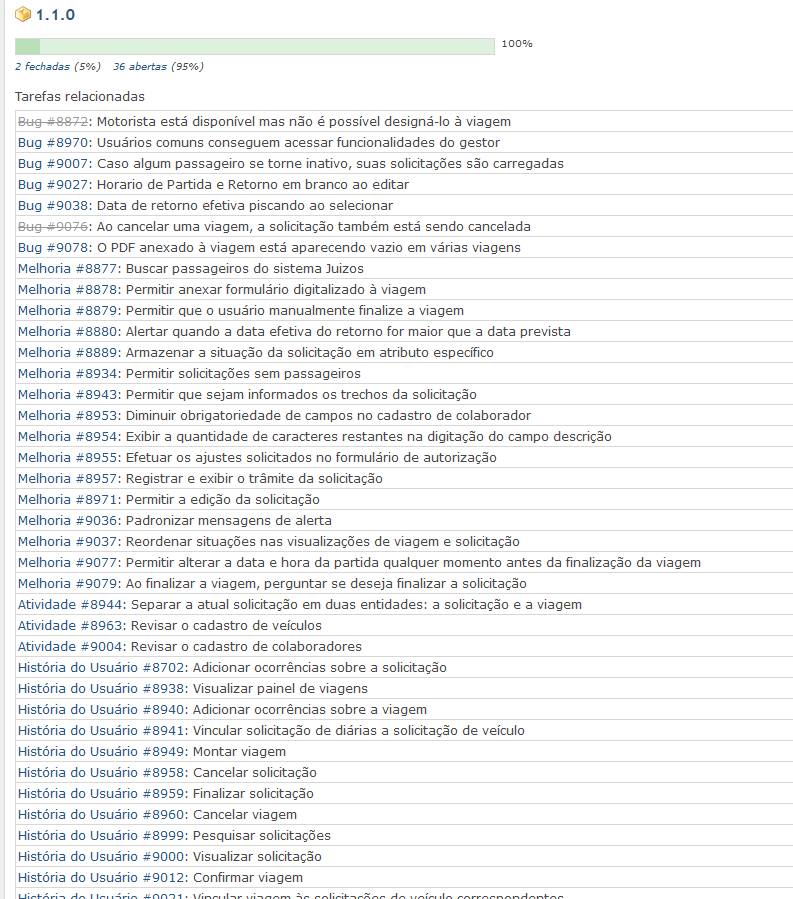 1.1.0
100%
2 fechadas (5%) 36 abertas (95%)
Tarefas relacionadas
Bug #8872: Motorista está disponível mas não é possível designá-lo à viagem
Bug #8970: Usuários comuns conseguem acessar funcionalidades do gestor
Bug #9007: Caso algum passageiro se torne inativo, suas solicitações são carregadas
Bug #9027: Horario de Partida e Retorno em branco ao editar
Bug #9038: Data de retorno efetiva piscando ao selecionar
Bug #9076: Ao cancelar uma viagem, a solicitação também está sendo cancelada
Bug #9078: O PDF anexado à viagem está aparecendo vazio em várias viagens
Melhoria #8877: Buscar passageiros do sistema Juizos
Melhoria #8878: Permitir anexar formulário digitalizado à viagem
Melhoria #8879: Permitir que o usuário manualmente finalize a viagem
Melhoria #8880: Alertar quando a data efetiva do retorno for maior que a data prevista
Melhoria #8889: Armazenar a situação da solicitação em atributo específico
Melhoria #8934: Permitir solicitações sem passageiros
Melhoria #8943: Permitir que sejam informados os trechos da solicitação
Melhoria #8953: Diminuir obrigatoriedade de campos no cadastro de colaborador
Melhoria #8954: Exibir a quantidade de caracteres restantes na digitação do campo descrição
Melhoria #8955: Efetuar os ajustes solicitados no formulário de autorização
Melhoria #8957: Registrar e exibir o trâmite da solicitação
Melhoria #8971: Permitir a edição da solicitação
Melhoria #9036: Padronizar mensagens de alerta
Melhoria #9037: Reordenar situações nas visualizações de viagem e solicitação
Melhoria #9077: Permitir alterar a data e hora da partida qualquer momento antes da finalização da viagem
Melhoria #9079: Ao finalizar a viagem, perguntar se deseja finalizar a solicitação
Atividade #8944: Separar a atual solicitação em duas entidades: a solicitação e a viagem
Atividade #8963: Revisar o cadastro de veículos
Atividade #9004: Revisar o cadastro de colaboradores
História do Usuário #8702: Adicionar ocorrências sobre a solicitação
História do Usuário #8938: Visualizar painel de viagens
História do Usuário #8940: Adicionar ocorrências sobre a viagem
História do Usuário #8941: Vincular solicitação de diárias a solicitação de veículo
História do Usuário #8949: Montar viagem
História do Usuário #8958: Cancelar solicitação
História do Usuário #8959: Finalizar solicitação
História do Usuário #8960: Cancelar viagem
História do Usuário #8999: Pesquisar solicitações
História do Usuário #9000: Visualizar solicitação
História do Usuário #9012: Confirmar viagem
História do Usuário #9021: Vincular viagem às solicitações de veículo correspondentes